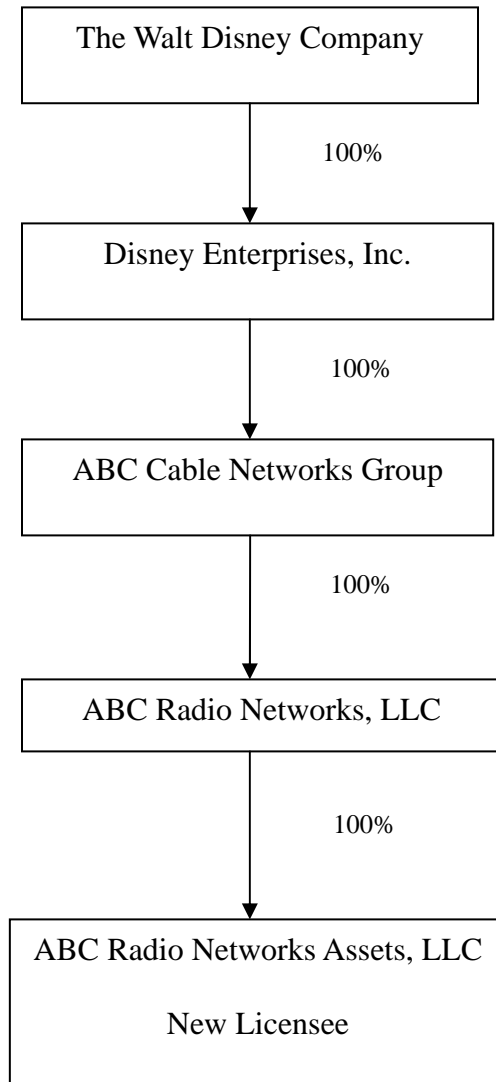 The Walt Disney Company
100%
Disney Enterprises, Inc.
100%
ABC Cable Networks Group
100%
ABC Radio Networks, LLC
100%
ABC Radio Networks Assets, LLC
New Licensee